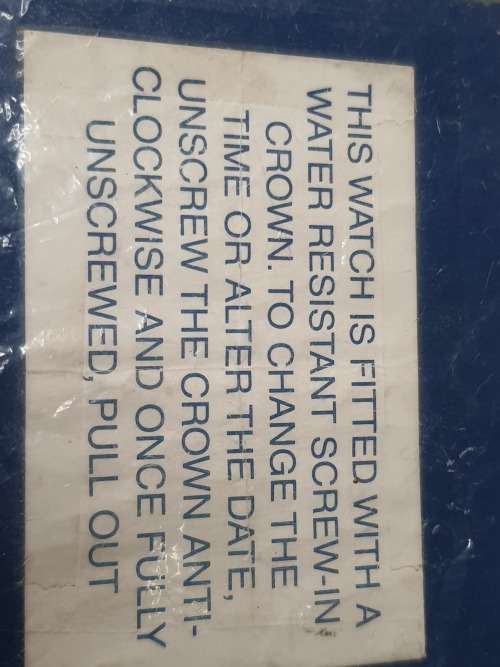 THIS WATCH IS FITTED WITH A
WATER RESISTANT SCREW-IN
CROWN. TO CHANGE THE
TIME OR ALTER THE DATE,
UNSCREW THE CROWN ANTI-
CLOCKWISE AND ONCE FULLY
UNSCREWED, PULL OUT